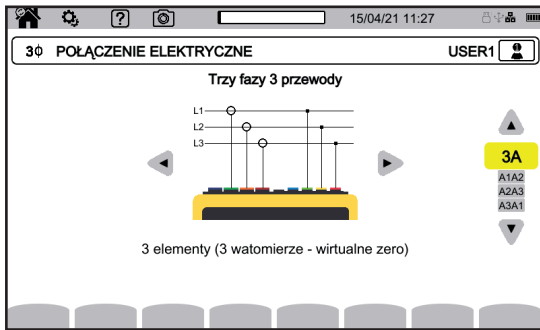 15/04/21 11:27
3ϕ POŁĄCZENIE ELEKTRYCZNE USER1
Trzy fazy 3 przewody
L1
L2
L3
3A
A1A2
A2A3
A3A1
3 elementy (3 watomierze - wirtualne zero)